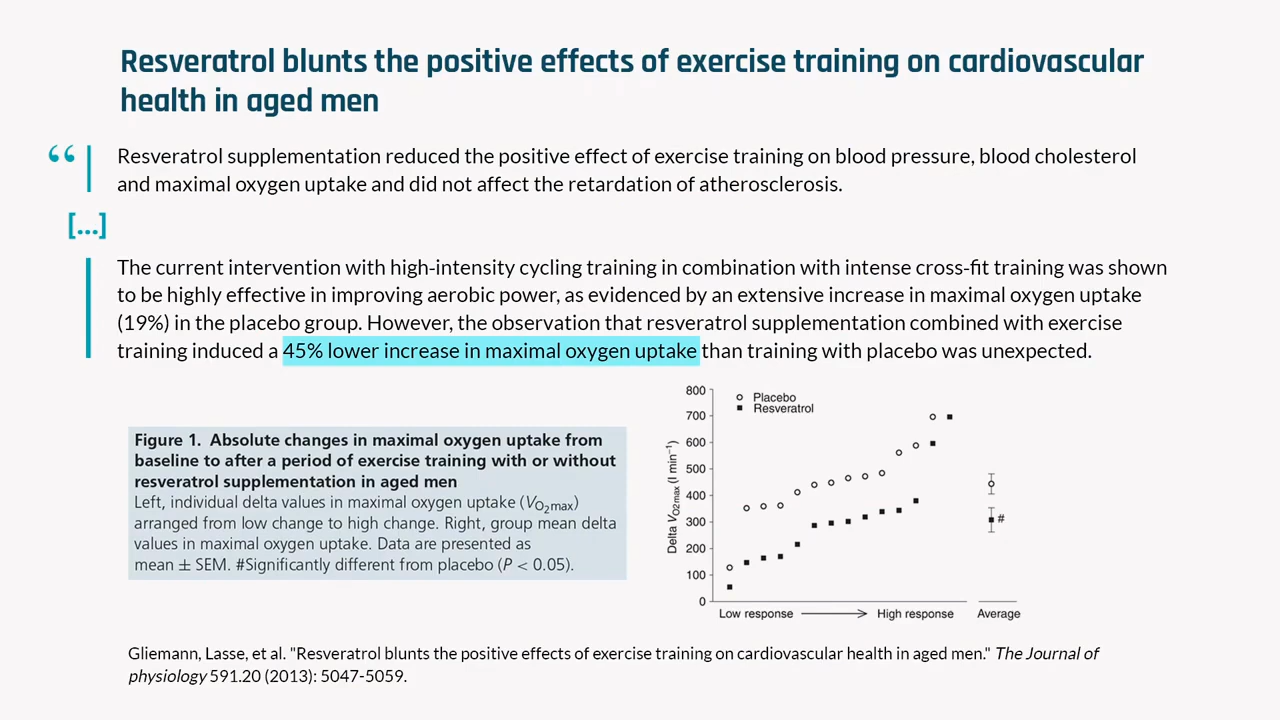 Resveratrol blunts the positive effects of exercise training on cardiovascular
health in aged men
“
Resveratrol supplementation reduced the positive effect of exercise training on blood pressure, blood cholesterol
and maximal oxygen uptake and did not affect the retardation of atherosclerosis.
[...]
The current intervention with high-intensity cycling training in combination with intense cross-fit training was shown
to be highly effective in improving aerobic power, as evidenced by an extensive increase in maximal oxygen uptake
(19%) in the placebo group. However, the observation that resveratrol supplementation combined with exercise
training induced a 45% lower increase in maximal oxygen uptake than training with placebo was unexpected.
Figure 1. Absolute changes in maximal oxygen uptake from
baseline to after a period of exercise training with or without
resveratrol supplementation in aged men
Left, individual delta values in maximal oxygen uptake (VO2max)
arranged from low change to high change. Right, group mean delta
values in maximal oxygen uptake. Data are presented as
mean ± SEM. #Significantly different from placebo (P < 0.05).
Delta VO2max (l min⁻¹)
800
700
600
500
400
300
200
100
0
Placebo
Resveratrol
#
Low response
High response
Average
Gliemann, Lasse, et al. "Resveratrol blunts the positive effects of exercise training on cardiovascular health in aged men." The Journal of
physiology 591.20 (2013): 5047-5059.